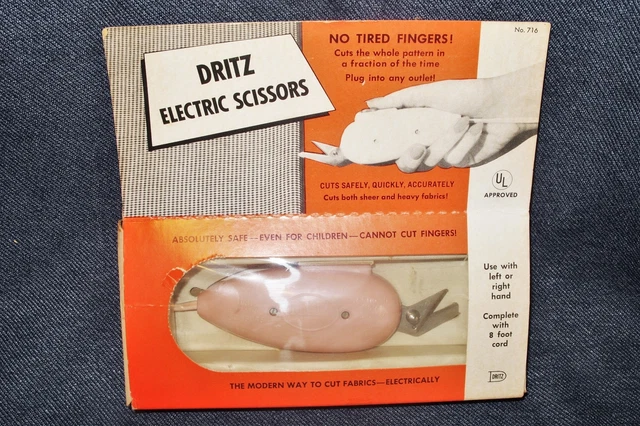 No. 716
DRITZ
ELECTRIC SCISSORS
NO TIRED FINGERS!
Cuts the whole pattern in
a fraction of the time
Plug into any outlet!
CUTS SAFELY, QUICKLY, ACCURATELY
Cuts both sheer and heavy fabrics!
UL
APPROVED
ABSOLUTELY SAFE--EVEN FOR CHILDREN--CANNOT CUT FINGERS!
Use with
left or
right
hand
Complete
with
8 foot
cord
DRITZ
THE MODERN WAY TO CUT FABRICS—ELECTRICALLY